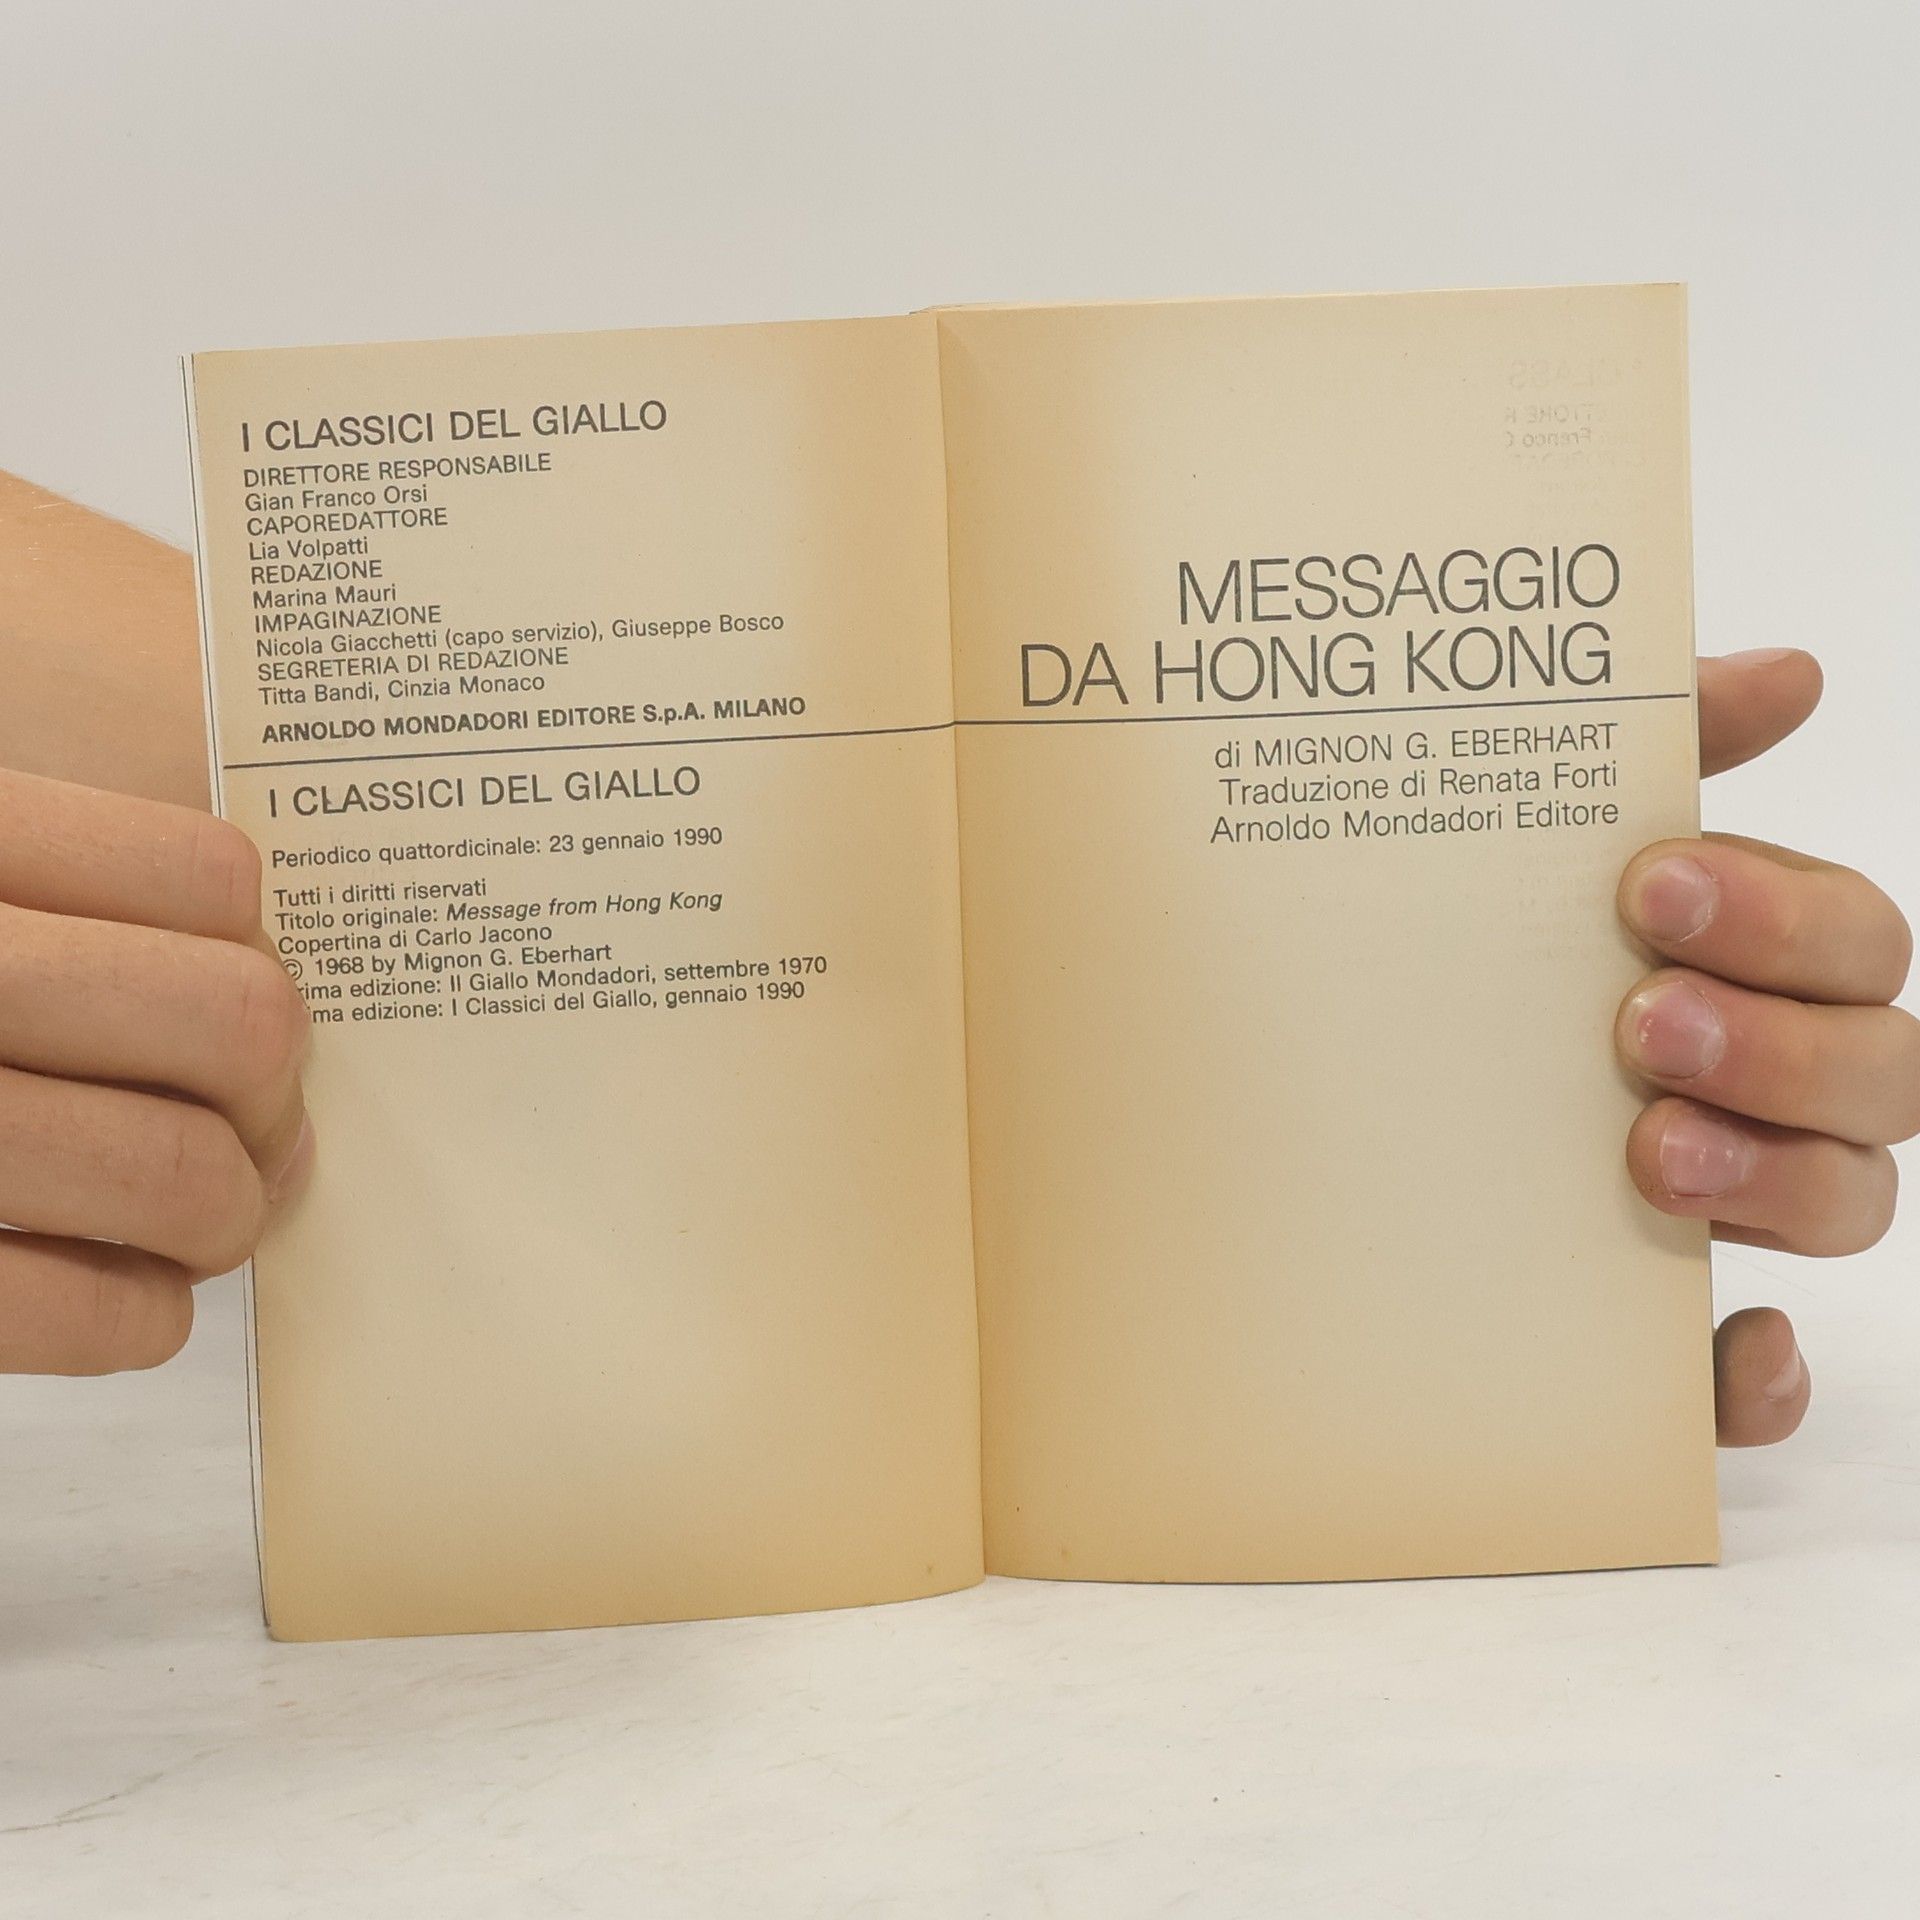 I CLASSICI DEL GIALLO
DIRETTORE RESPONSABILE
Gian Franco Orsi
CAPOREDATTORE
Lia Volpatti
REDAZIONE
Marina Mauri
IMPAGINAZIONE
Nicola Giacchetti (capo servizio), Giuseppe Bosco
SEGRETERIA DI REDAZIONE
Titta Bandi, Cinzia Monaco
ARNOLDO MONDADORI EDITORE S.p.A. MILANO
I CLASSICI DEL GIALLO
Periodico quattordicinale: 23 gennaio 1990
Tutti i diritti riservati
Titolo originale: Message from Hong Kong
Copertina di Carlo Jacono
© 1968 by Mignon G. Eberhart
edizione: Il Giallo Mondadori, settembre 1970
edizione: I Classici del Giallo, gennaio 1990
MESSAGGIO
DA HONG KONG
di MIGNON G. EBERHART
Traduzione di Renata Forti
Arnoldo Mondadori Editore